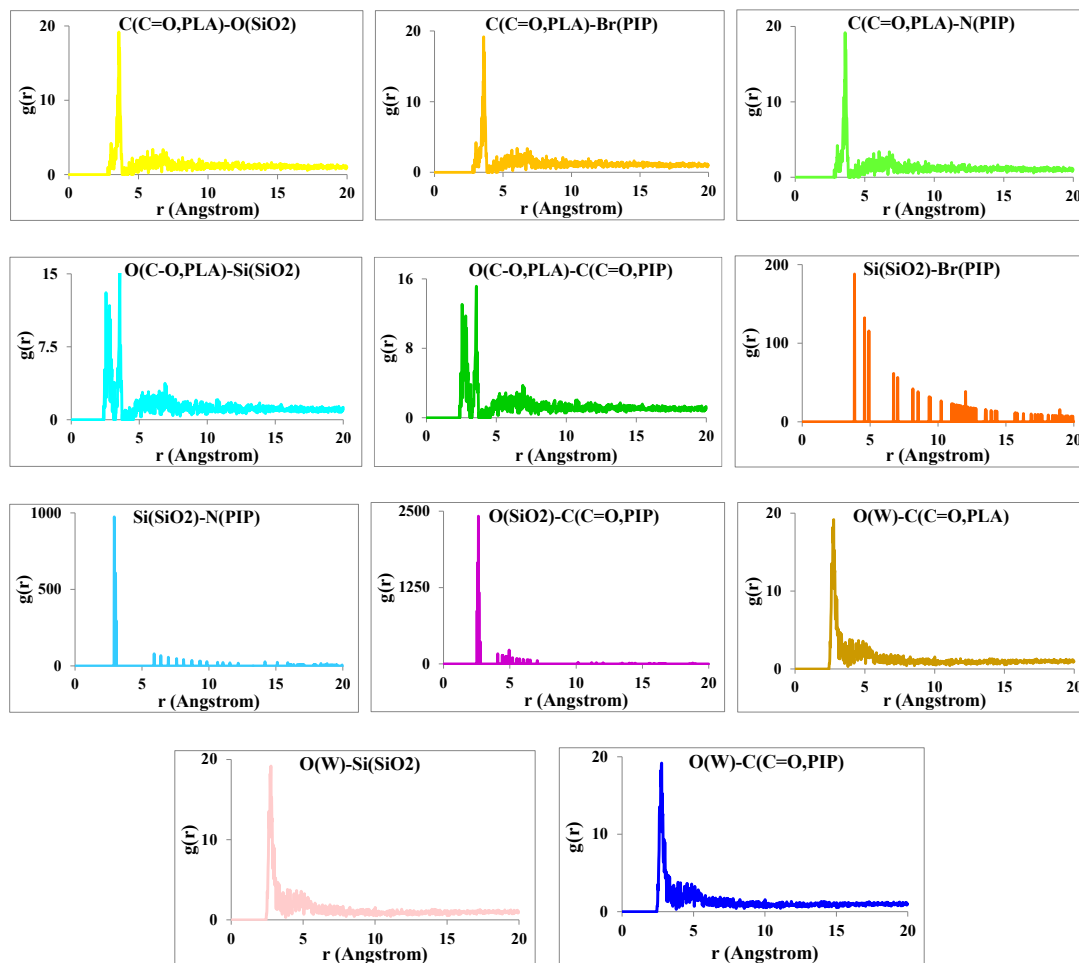 C(C=O,PLA)-O(SiO2)
20
10
0
g(r)
0 5 10 15 20
r (Angstrom)
C(C=O,PLA)-Br(PIP)
20
10
0
g(r)
0 5 10 15 20
r (Angstrom)
C(C=O,PLA)-N(PIP)
20
10
0
g(r)
0 5 10 15 20
r (Angstrom)
O(C-O,PLA)-Si(SiO2)
15
7.5
0
g(r)
0 5 10 15 20
r (Angstrom)
O(C-O,PLA)-C(C=O,PIP)
16
8
0
g(r)
0 5 10 15 20
r (Angstrom)
Si(SiO2)-Br(PIP)
200
100
0
g(r)
0 5 10 15 20
r (Angstrom)
Si(SiO2)-N(PIP)
1000
500
0
g(r)
0 5 10 15 20
r (Angstrom)
O(SiO2)-C(C=O,PIP)
2500
1250
0
g(r)
0 5 10 15 20
r (Angstrom)
O(W)-C(C=O,PLA)
20
10
0
g(r)
0 5 10 15 20
r (Angstrom)
O(W)-Si(SiO2)
20
10
0
g(r)
0 5 10 15 20
r (Angstrom)
O(W)-C(C=O,PIP)
20
10
0
g(r)
0 5 10 15 20
r (Angstrom)